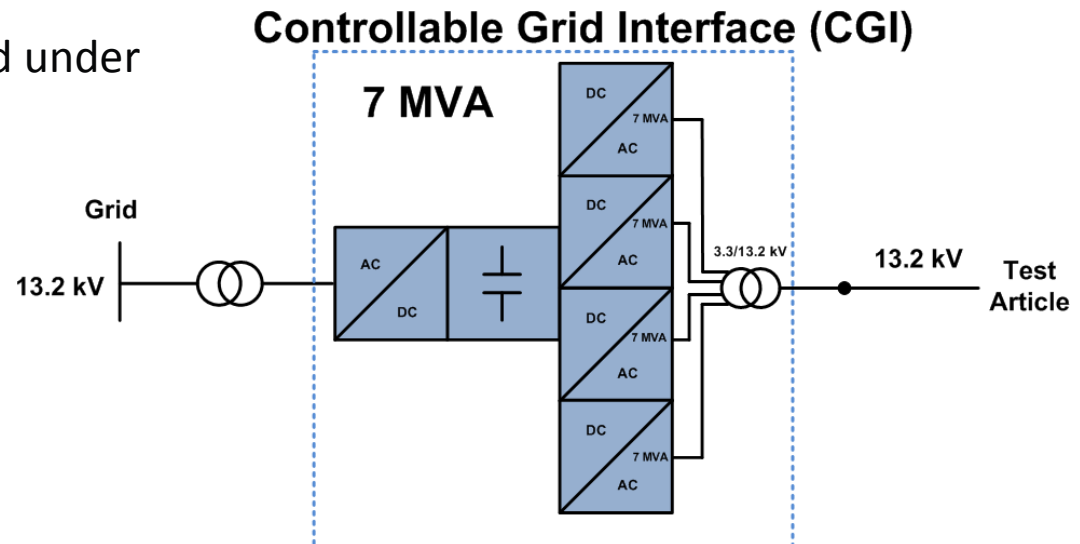 Controllable Grid Interface (CGI)
d under
7 MVA
DC
7 MVA
AC
DC
7 MVA
AC
DC
7 MVA
AC
DC
7 MVA
AC
Grid
13.2 kV
AC
DC
3.3/13.2 kV
13.2 kV
Test
Article